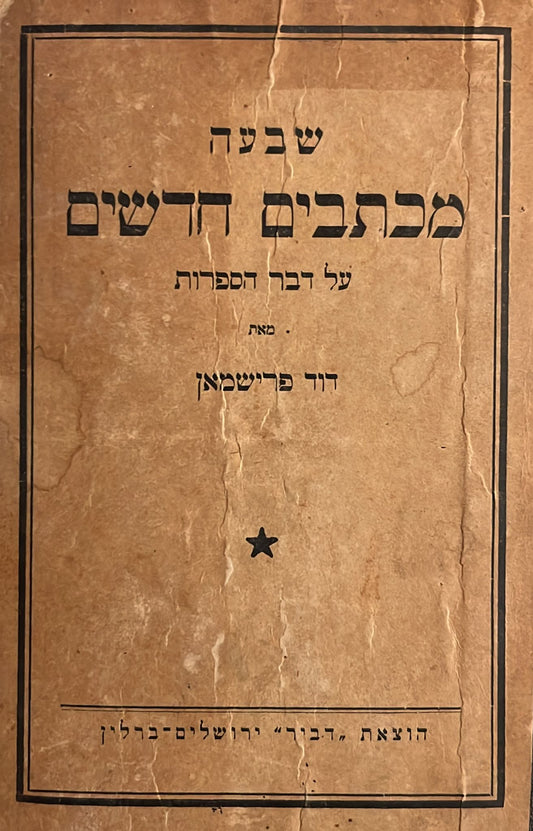 שבעה
מכתבים חדשים
על דבר הספרות
מאת
דוד פרישמאן
הוצאת „דביר“ ירושלים־ברלין